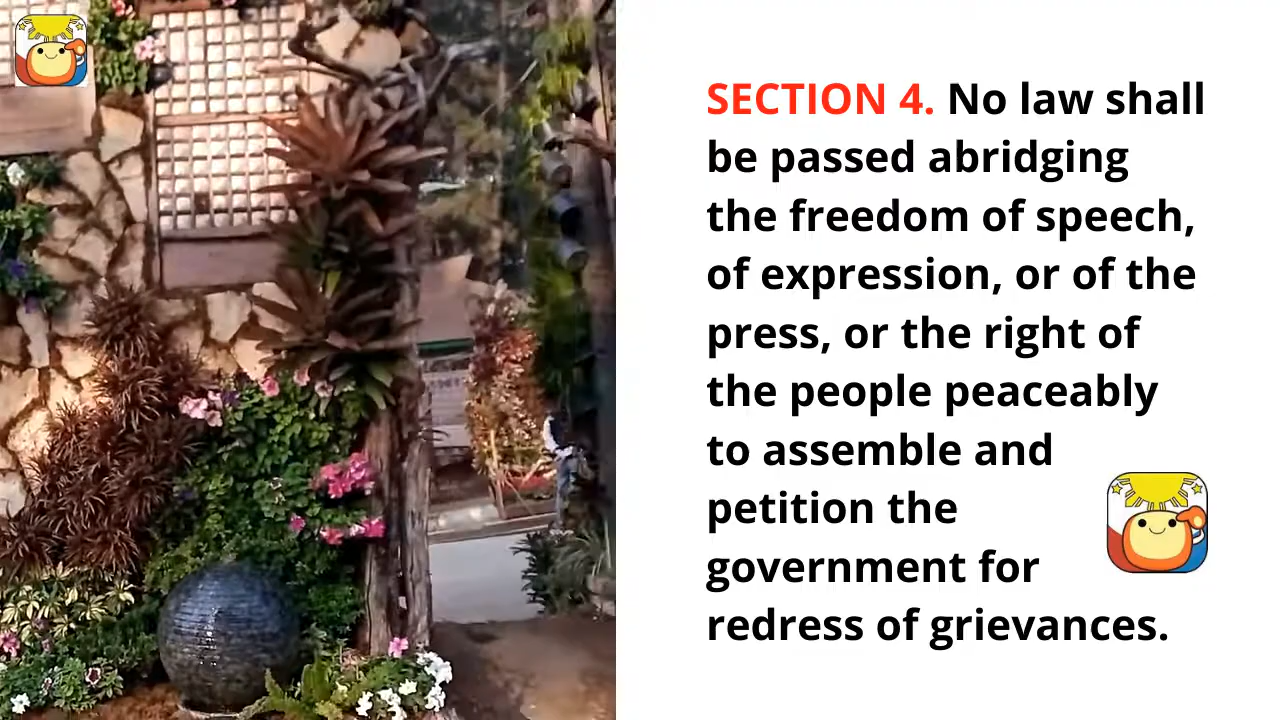 SECTION 4. No law shall
be passed abridging
the freedom of speech,
of expression, or of the
press, or the right of
the people peaceably
to assemble and
petition the
government for
redress of grievances.